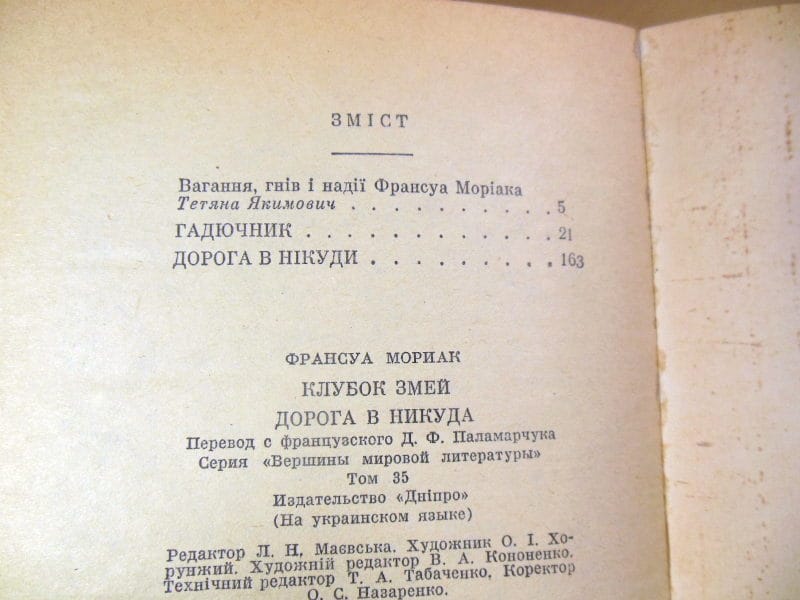 ЗМІСТ
Вагання, гнів і надії Франсуа Моріака
Тетяна Якимович . . . . . . . . . . 5
ГАДЮЧНИК . . . . . . . . . . . . 21
ДОРОГА В НІКУДИ . . . . . . . . . 163
ФРАНСУА МОРИАК
КЛУБОК ЗМЕЙ
ДОРОГА В НИКУДА
Перевод с французского Д. Ф. Паламарчука
Серия «Вершины мировой литературы»
Том 35
Издательство «Дніпро»
(На украинском языке)
Редактор Л. Н. Маєвська. Художник О. І. Хо-
рунжий. Художній редактор В. А. Кононенко.
Технічний редактор Т. А. Табаченко. Коректор
О. С. Назаренко.